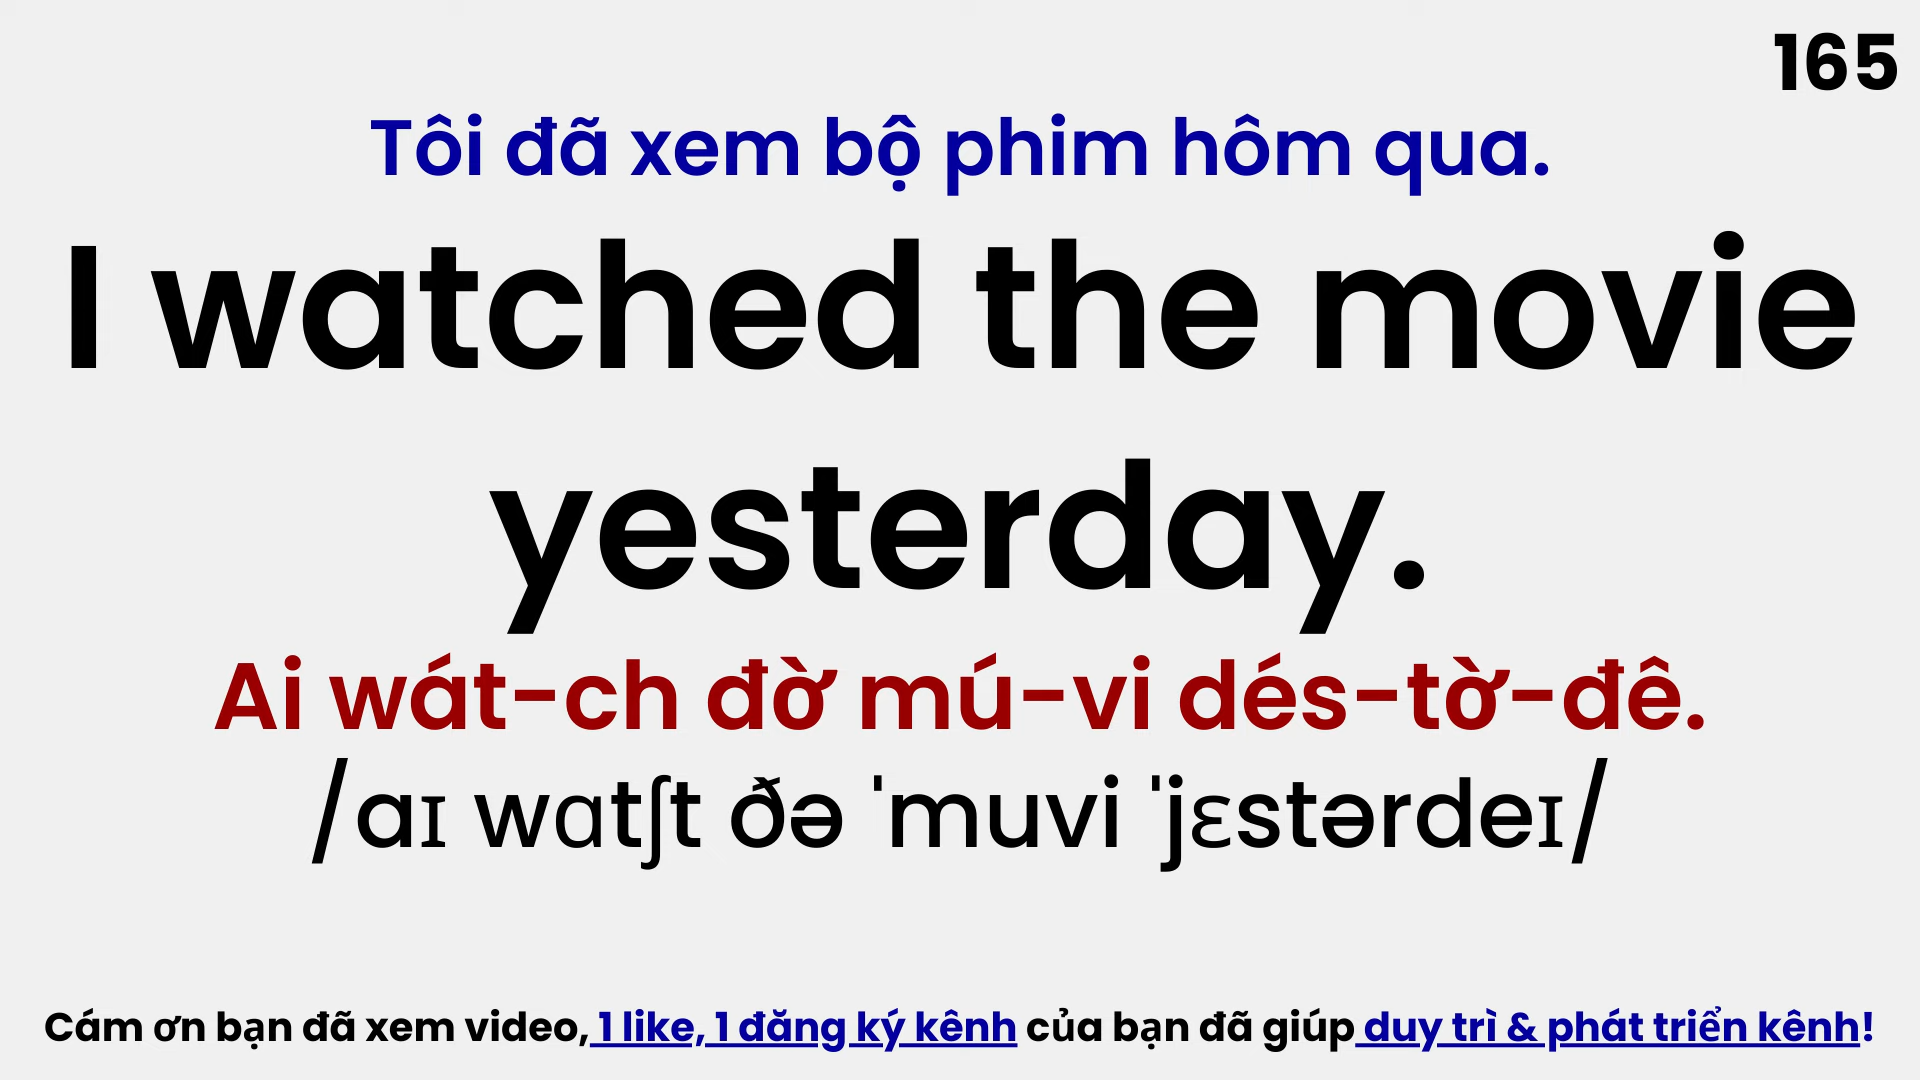 165
Tôi đã xem bộ phim hôm qua.
I watched the movie
yesterday.
Ai wát-ch đờ mú-vi dés-tờ-đê.
/aɪ wɑtʃt ðə ˈmuvi ˈjɛstərdeɪ/
Cám ơn bạn đã xem video, 1 like, 1 đăng ký kênh của bạn đã giúp duy trì & phát triển kênh!